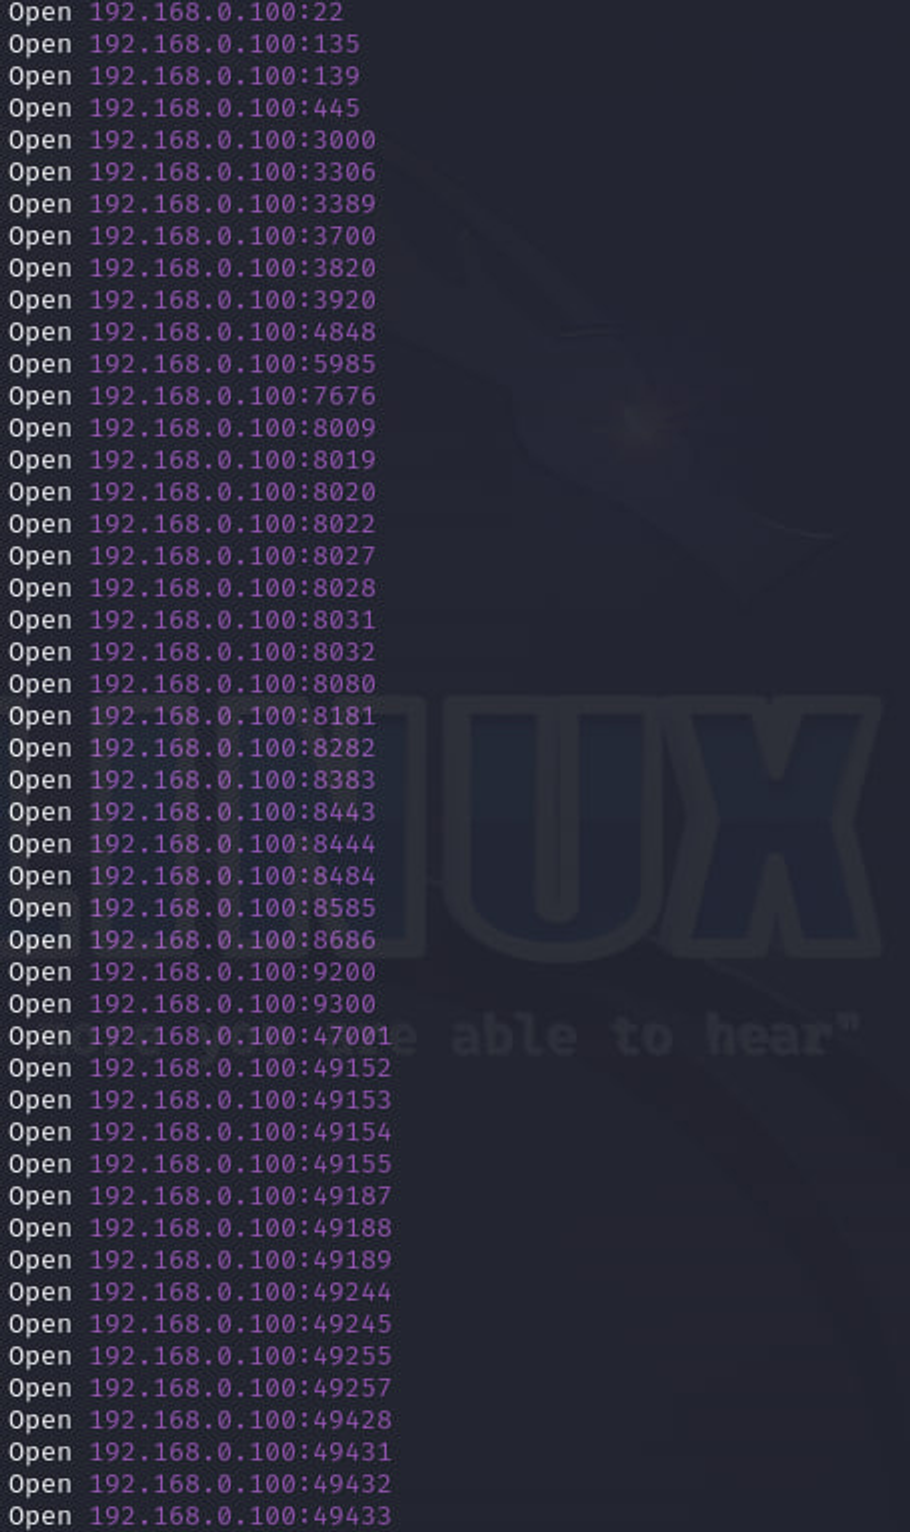 Open 192.168.0.100:22
Open 192.168.0.100:135
Open 192.168.0.100:139
Open 192.168.0.100:445
Open 192.168.0.100:3000
Open 192.168.0.100:3306
Open 192.168.0.100:3389
Open 192.168.0.100:3700
Open 192.168.0.100:3820
Open 192.168.0.100:3920
Open 192.168.0.100:4848
Open 192.168.0.100:5985
Open 192.168.0.100:7676
Open 192.168.0.100:8009
Open 192.168.0.100:8019
Open 192.168.0.100:8020
Open 192.168.0.100:8022
Open 192.168.0.100:8027
Open 192.168.0.100:8028
Open 192.168.0.100:8031
Open 192.168.0.100:8032
Open 192.168.0.100:8080
Open 192.168.0.100:8181
Open 192.168.0.100:8282
Open 192.168.0.100:8383
Open 192.168.0.100:8443
Open 192.168.0.100:8444
Open 192.168.0.100:8484
Open 192.168.0.100:8585
Open 192.168.0.100:8686
Open 192.168.0.100:9200
Open 192.168.0.100:9300
Open 192.168.0.100:47001
Open 192.168.0.100:49152
Open 192.168.0.100:49153
Open 192.168.0.100:49154
Open 192.168.0.100:49155
Open 192.168.0.100:49187
Open 192.168.0.100:49188
Open 192.168.0.100:49189
Open 192.168.0.100:49244
Open 192.168.0.100:49245
Open 192.168.0.100:49255
Open 192.168.0.100:49257
Open 192.168.0.100:49428
Open 192.168.0.100:49431
Open 192.168.0.100:49432
Open 192.168.0.100:49433
able to hear"